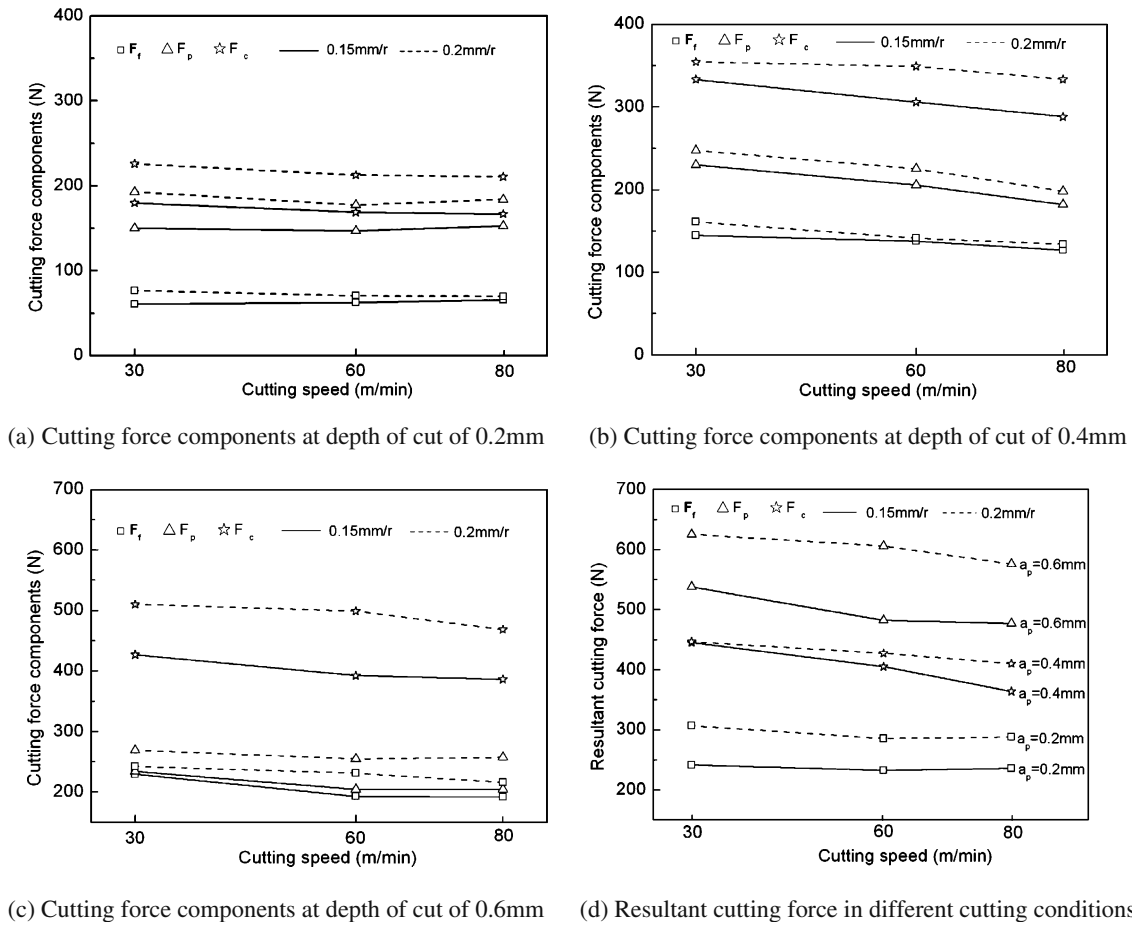 400
F_f F_p F_c 0.15mm/r 0.2mm/r
300
200
100
0
30 60 80
Cutting force components (N)
Cutting speed (m/min)
(a) Cutting force components at depth of cut of 0.2mm
400
F_f F_p F_c 0.15mm/r 0.2mm/r
300
200
100
0
30 60 80
Cutting force components (N)
Cutting speed (m/min)
(b) Cutting force components at depth of cut of 0.4mm
700
F_f F_p F_c 0.15mm/r 0.2mm/r
600
500
400
300
200
30 60 80
Cutting force components (N)
Cutting speed (m/min)
(c) Cutting force components at depth of cut of 0.6mm
700
F_f F_p F_c 0.15mm/r 0.2mm/r
600
a_p=0.6mm
500
a_p=0.6mm
400
a_p=0.4mm
a_p=0.4mm
300
a_p=0.2mm
a_p=0.2mm
200
30 60 80
Resultant cutting force (N)
Cutting speed (m/min)
(d) Resultant cutting force in different cutting conditions